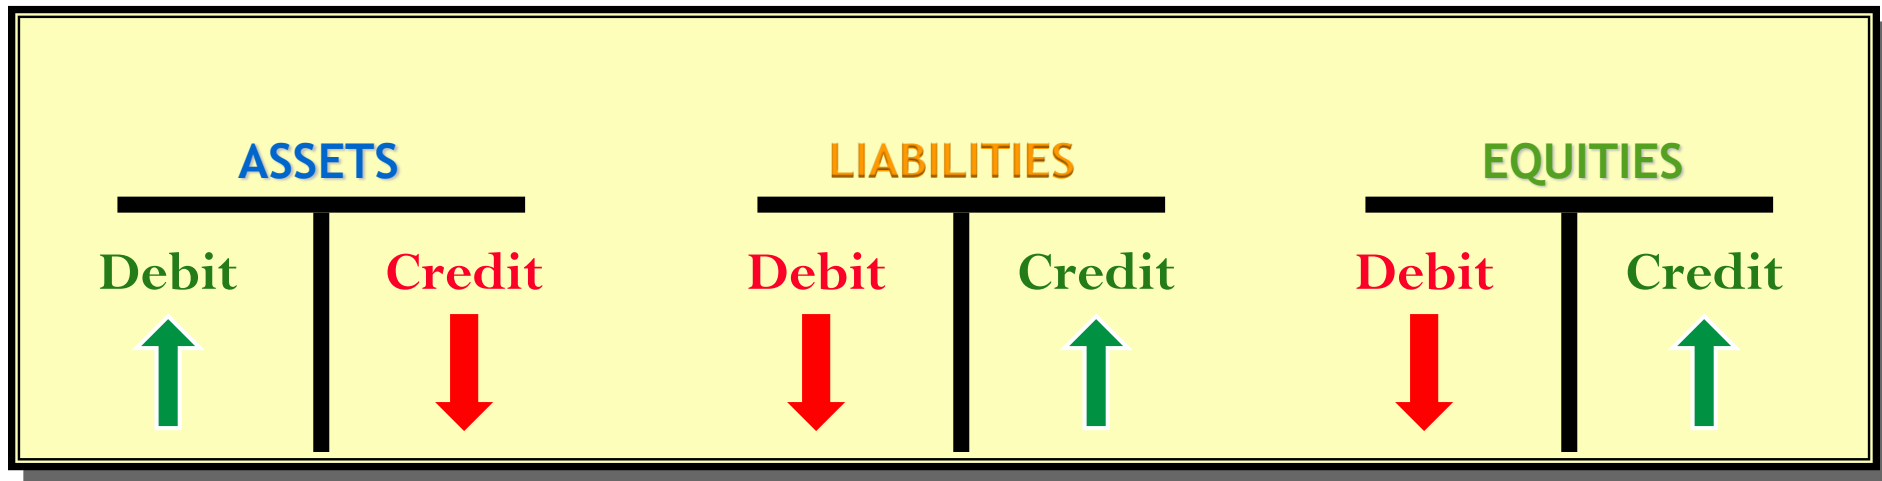 ASSETS LIABILITIES EQUITIES
Debit Credit Debit Credit Debit Credit